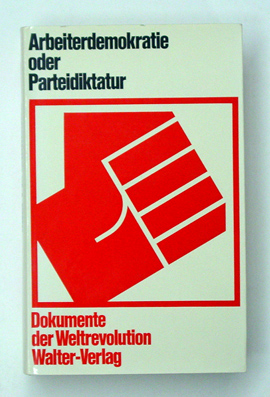 Arbeiterdemokratie
oder
Parteidiktatur
Dokumente
der Weltrevolution
Walter-Verlag